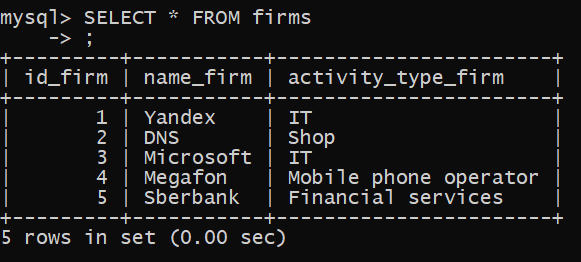 mysql> SELECT * FROM firms
    -> ;
+---------+-----------+-----------------------+
| id_firm | name_firm | activity_type_firm    |
+---------+-----------+-----------------------+
|       1 | Yandex    | IT                    |
|       2 | DNS       | Shop                  |
|       3 | Microsoft | IT                    |
|       4 | Megafon   | Mobile phone operator |
|       5 | Sberbank  | Financial services    |
+---------+-----------+-----------------------+
5 rows in set (0.00 sec)